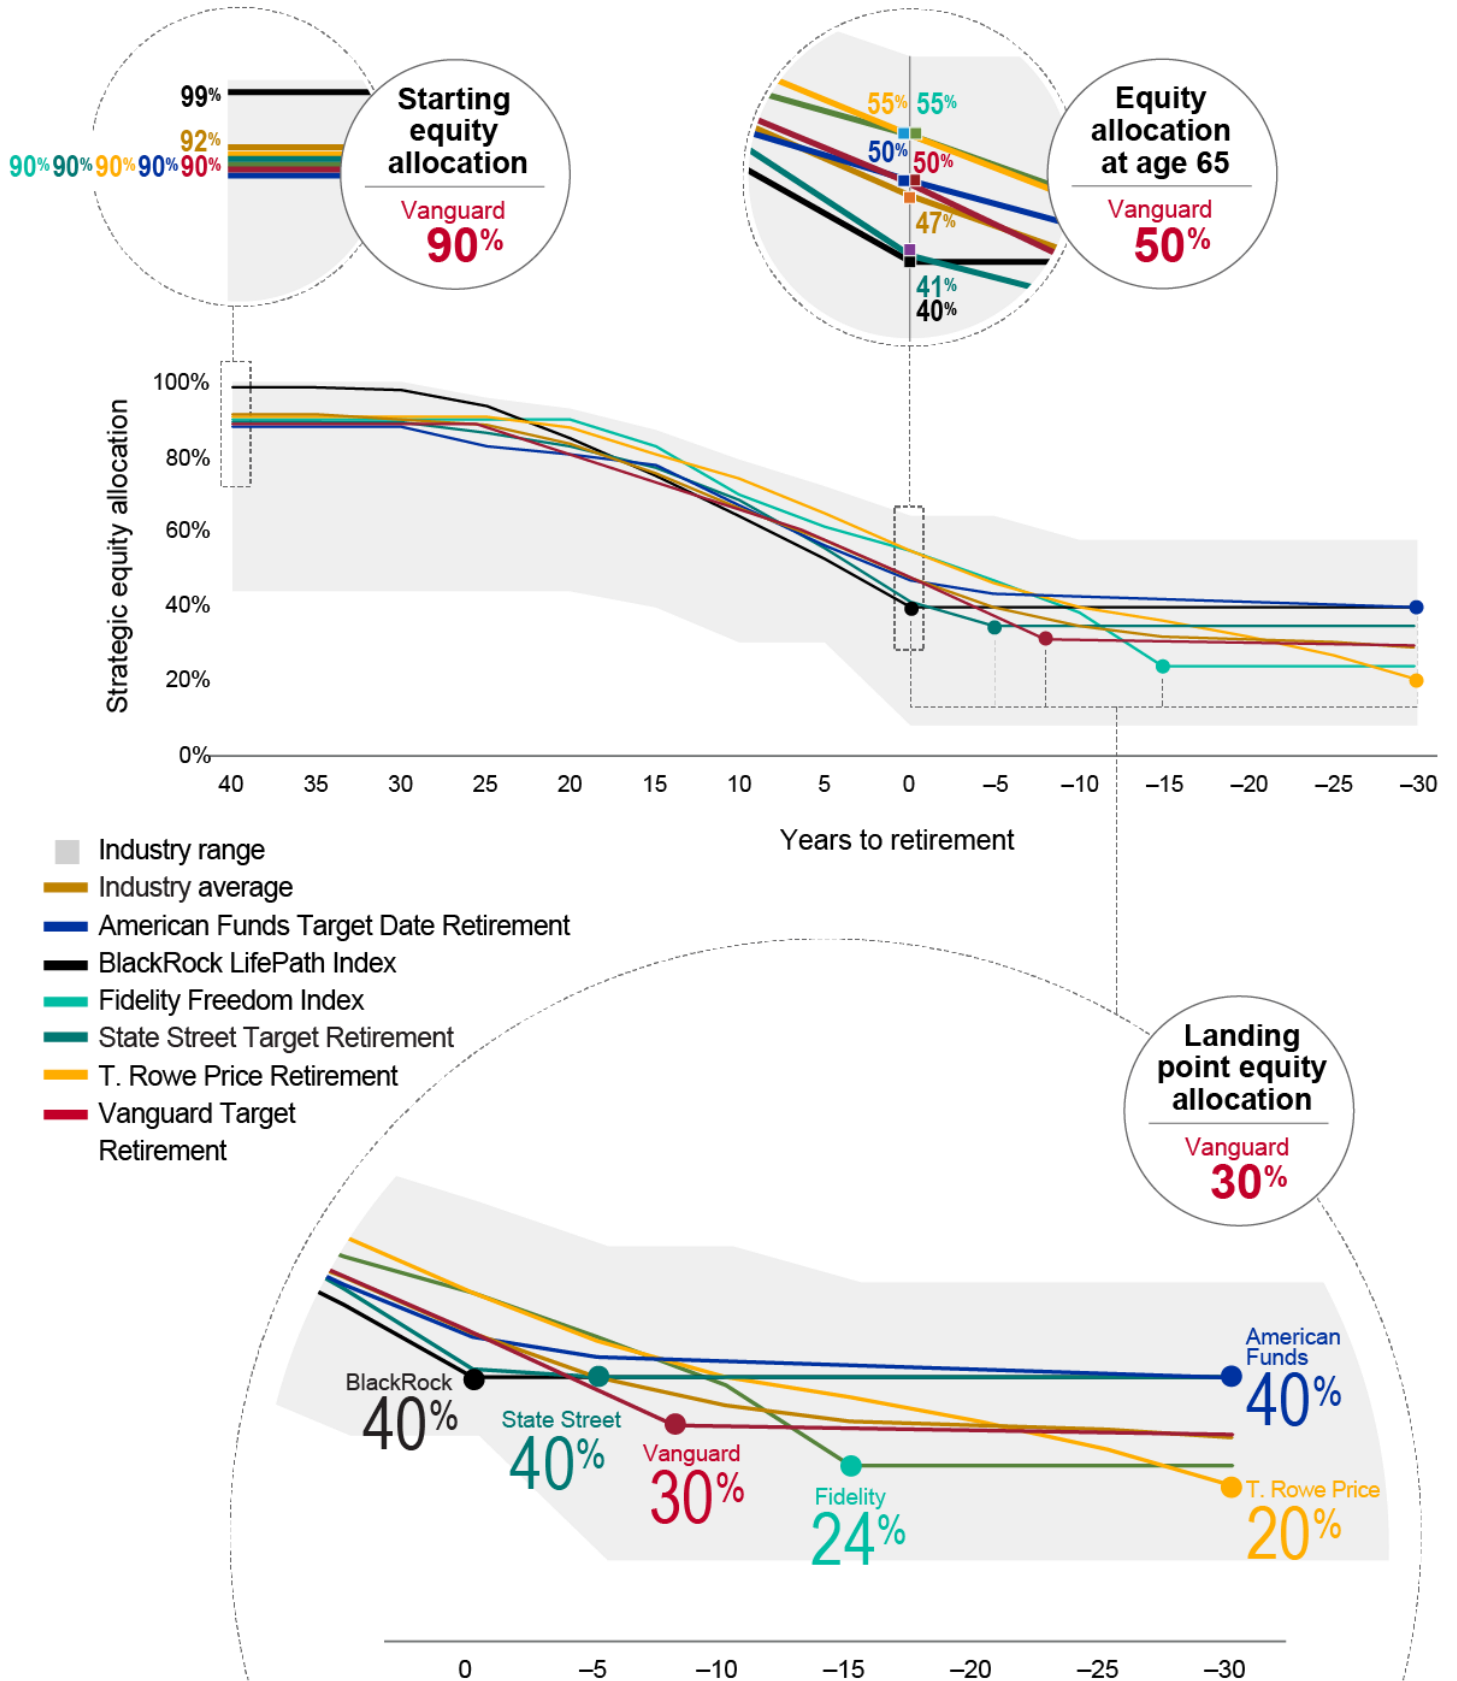 99%
92%
90% 90% 90% 90% 90%
Starting
equity
allocation
Vanguard
90%
55% 55%
50% 50%
47%
41%
40%
Equity
allocation
at age 65
Vanguard
50%
Strategic equity allocation
100%
80%
60%
40%
20%
0%
40 35 30 25 20 15 10 5 0 –5 –10 –15 –20 –25 –30
Years to retirement
Industry range
Industry average
American Funds Target Date Retirement
BlackRock LifePath Index
Fidelity Freedom Index
State Street Target Retirement
T. Rowe Price Retirement
Vanguard Target
Retirement
Landing
point equity
allocation
Vanguard
30%
BlackRock
40%
State Street
40%
Vanguard
30%
Fidelity
24%
American
Funds
40%
T. Rowe Price
20%
0 –5 –10 –15 –20 –25 –30